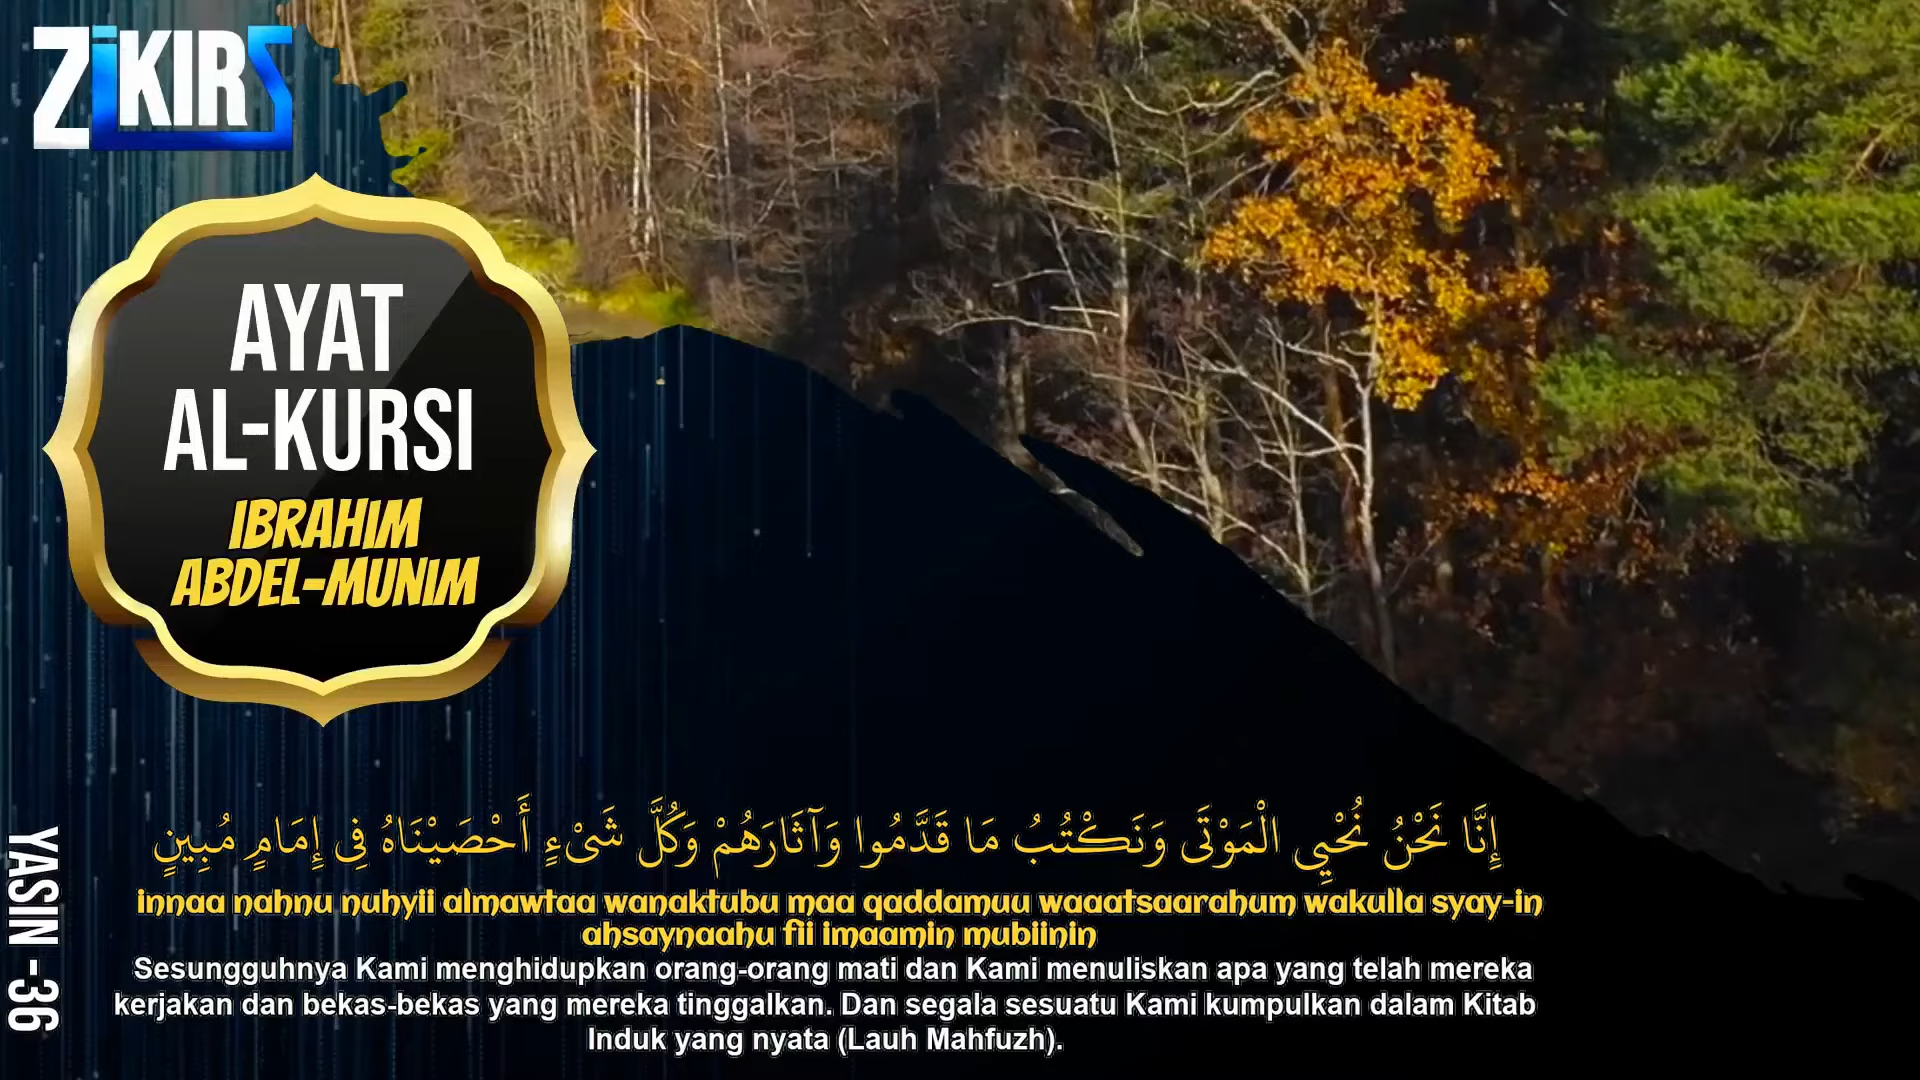 ZiKIRS
AYAT
AL-KURSI
IBRAHIM
ABDEL-MUNIM
YASIN - 36
إِنَّا نَحْنُ نُحْيِي الْمَوْتَى وَنَكْتُبُ مَا قَدَّمُوا وَآثَارَهُمْ وَكُلَّ شَىْءٍ أَحْصَيْنَاهُ فِى إِمَامٍ مُبِينٍ
innaa nahnu nuhyii almawtaa wanaktubu maa qaddamuu waaatsaarahum wakulla syay-in
ahsaynaahu fii imaamin mubiinin
Sesungguhnya Kami menghidupkan orang-orang mati dan Kami menuliskan apa yang telah mereka
kerjakan dan bekas-bekas yang mereka tinggalkan. Dan segala sesuatu Kami kumpulkan dalam Kitab
Induk yang nyata (Lauh Mahfuzh).